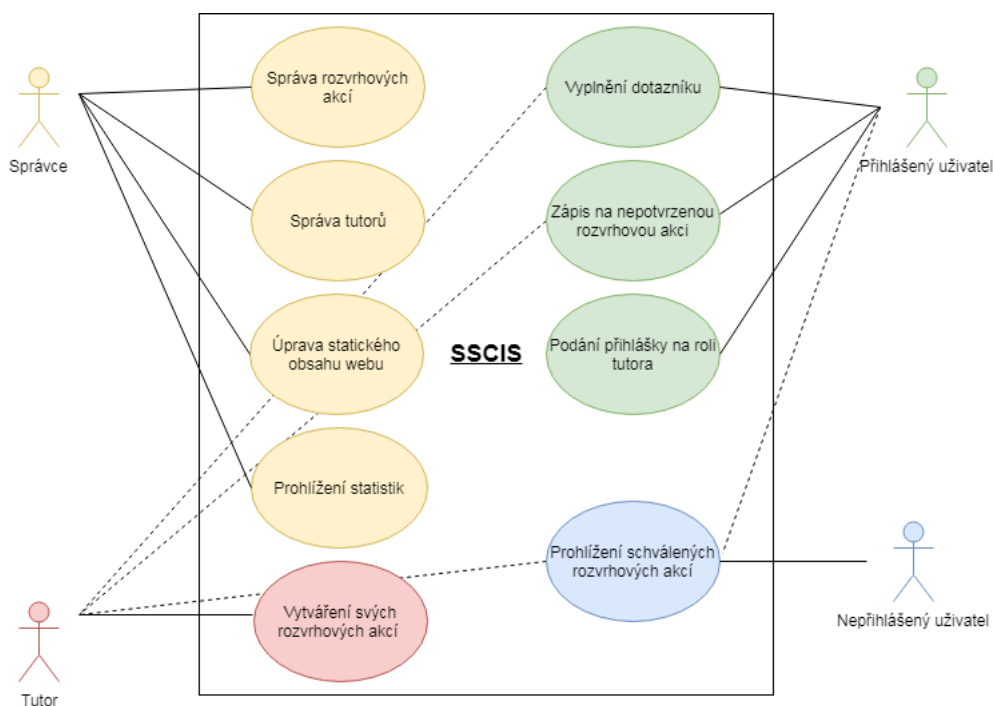 Správa rozvrhových
akcí
Vyplnění dotazníku
Správce
Přihlášený uživatel
Správa tutorů
Zápis na nepotvrzenou
rozvrhovou akci
Úprava statického
obsahu webu
SSCIS
Podání přihlášky na roli
tutora
Prohlížení statistik
Prohlížení schválených
rozvrhových akcí
Vytváření svých
rozvrhových akcí
Nepřihlášený uživatel
Tutor